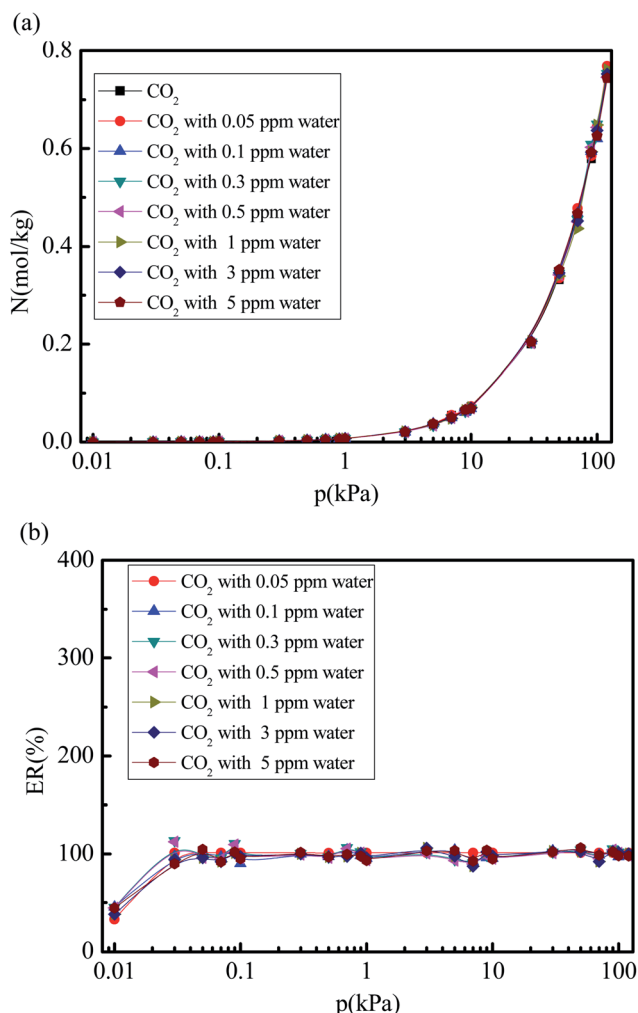 (a)
0.8
0.6
0.4
0.2
0.0
N(mol/kg)
CO₂
CO₂ with 0.05 ppm water
CO₂ with 0.1 ppm water
CO₂ with 0.3 ppm water
CO₂ with 0.5 ppm water
CO₂ with 1 ppm water
CO₂ with 3 ppm water
CO₂ with 5 ppm water
0.01 0.1 1 10 100
p(kPa)
(b)
400
300
200
100
0
ER(%)
CO₂ with 0.05 ppm water
CO₂ with 0.1 ppm water
CO₂ with 0.3 ppm water
CO₂ with 0.5 ppm water
CO₂ with 1 ppm water
CO₂ with 3 ppm water
CO₂ with 5 ppm water
0.01 0.1 1 10 100
p(kPa)